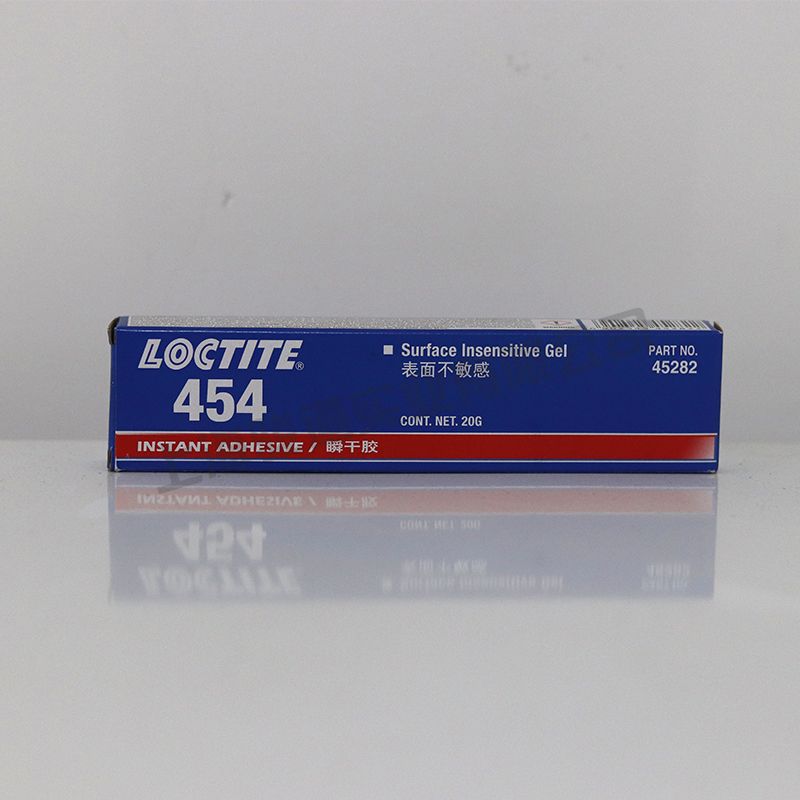 LOCTITE®
454
■ Surface Insensitive Gel
表面不敏感
CONT. NET. 20G
PART NO.
45282
INSTANT ADHESIVE / 瞬干胶